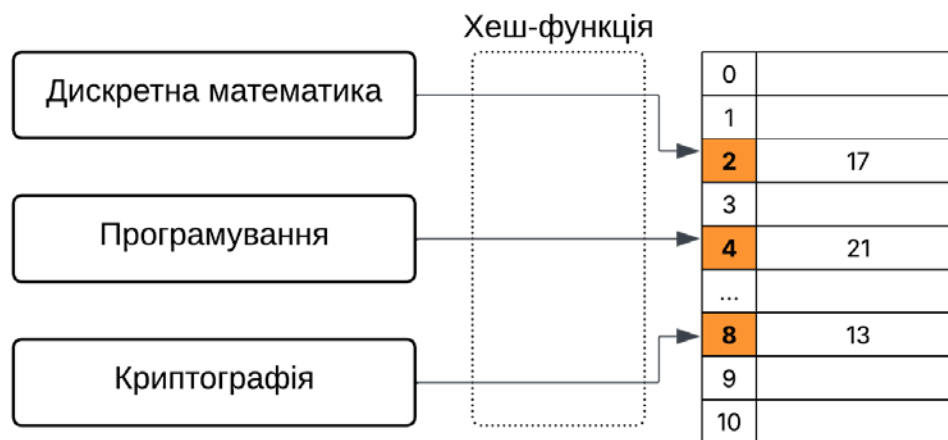 Хеш-функція
Дискретна математика
Програмування
Криптографія
0
1
2 17
3
4 21
...
8 13
9
10